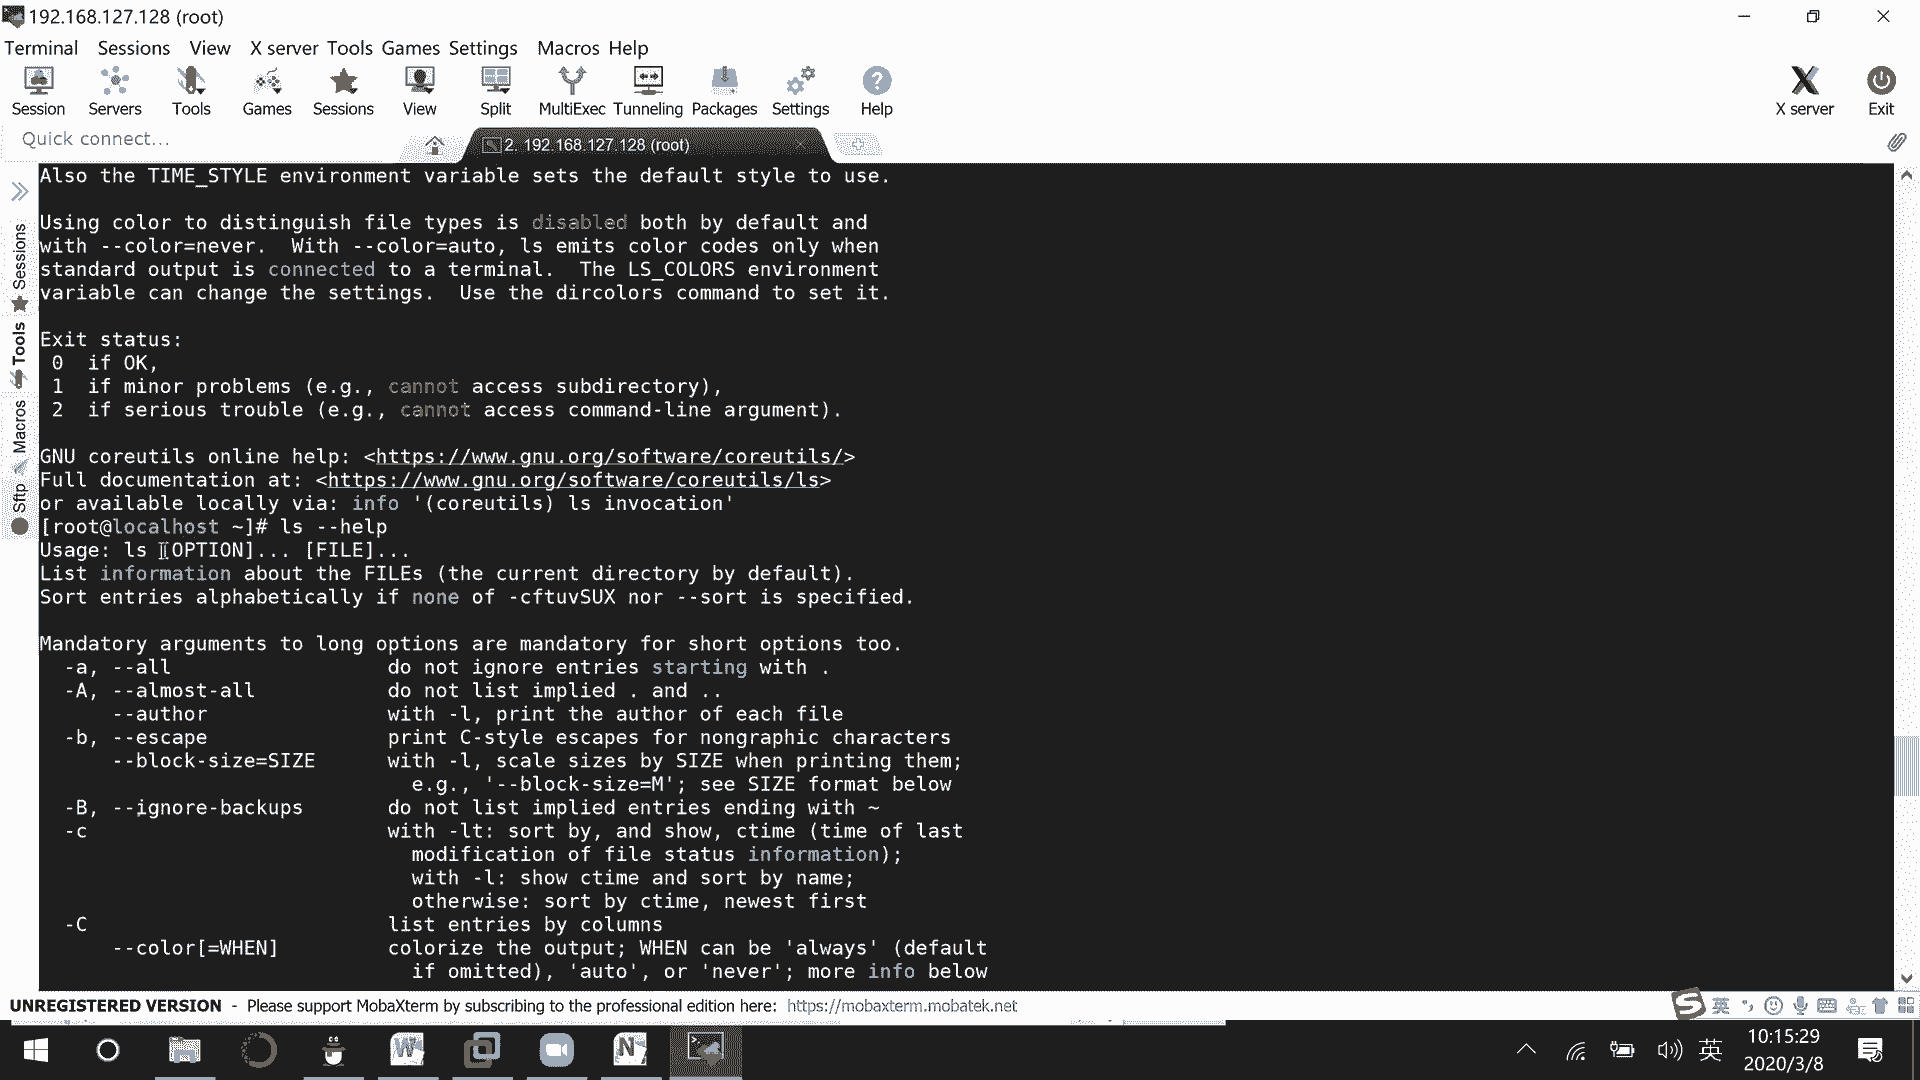 192.168.127.128 (root)
Terminal Sessions View X server Tools Games Settings Macros Help
Session Servers Tools Games Sessions View Split MultiExec Tunneling Packages Settings Help X server Exit
Quick connect...
2. 192.168.127.128 (root)
Sessions
Tools
Macros
Sftp
Also the TIME_STYLE environment variable sets the default style to use.
Using color to distinguish file types is disabled both by default and
with --color=never.  With --color=auto, ls emits color codes only when
standard output is connected to a terminal.  The LS_COLORS environment
variable can change the settings.  Use the dircolors command to set it.
Exit status:
0  if OK,
1  if minor problems (e.g., cannot access subdirectory),
2  if serious trouble (e.g., cannot access command-line argument).
GNU coreutils online help: <https://www.gnu.org/software/coreutils/>
Full documentation at: <https://www.gnu.org/software/coreutils/ls>
or available locally via: info '(coreutils) ls invocation'
[root@localhost ~]# ls --help
Usage: ls [OPTION]... [FILE]...
List information about the FILEs (the current directory by default).
Sort entries alphabetically if none of -cftuvSUX nor --sort is specified.
Mandatory arguments to long options are mandatory for short options too.
-a, --all                  do not ignore entries starting with .
-A, --almost-all           do not list implied . and ..
--author               with -l, print the author of each file
-b, --escape               print C-style escapes for nongraphic characters
--block-size=SIZE      with -l, scale sizes by SIZE when printing them;
e.g., '--block-size=M'; see SIZE format below
-B, --ignore-backups       do not list implied entries ending with ~
-c                         with -lt: sort by, and show, ctime (time of last
modification of file status information);
with -l: show ctime and sort by name;
otherwise: sort by ctime, newest first
-C                         list entries by columns
--color[=WHEN]         colorize the output; WHEN can be 'always' (default
if omitted), 'auto', or 'never'; more info below
UNREGISTERED VERSION - Please support MobaXterm by subscribing to the professional edition here: https://mobaxterm.mobatek.net
英
英
10:15:29
2020/3/8